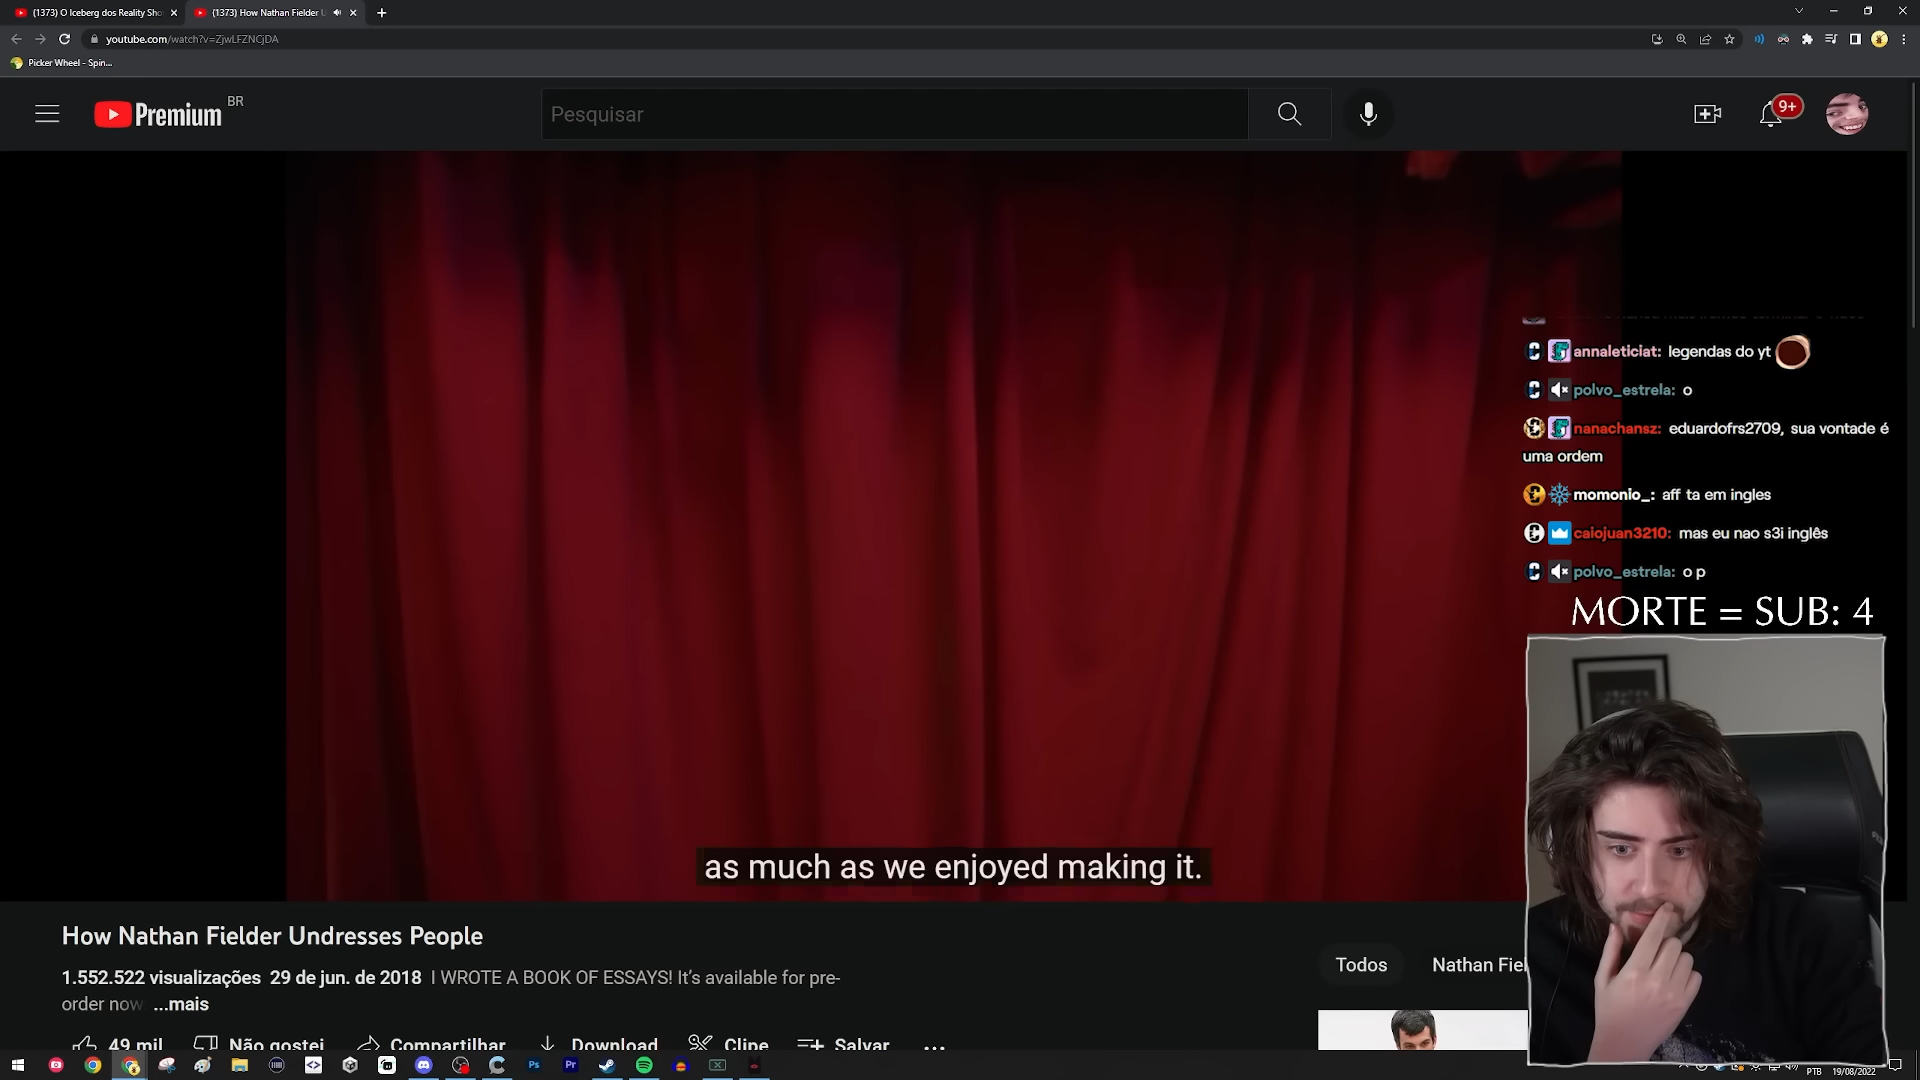 (1373) O Iceberg dos Reality Sho
(1373) How Nathan Fielder U
youtube.com/watch?v=ZjwLFZNCjDA
Picker Wheel - Spin...
Premium BR
Pesquisar
9+
annaleticiat: legendas do yt
polvo_estrela: o
nanachansz: eduardofrs2709, sua vontade é
uma ordem
momonio_: aff ta em ingles
caiojuan3210: mas eu nao s3i inglês
polvo_estrela: o p
MORTE = SUB: 4
as much as we enjoyed making it.
How Nathan Fielder Undresses People
1.552.522 visualizações 29 de jun. de 2018 I WROTE A BOOK OF ESSAYS! It's available for pre-
order now ...mais
Todos
Nathan Fiel
49 mil
Não gostei
Compartilhar
Download
Clipe
Salvar
...
Ps
Pr
PTB
19/08/2022